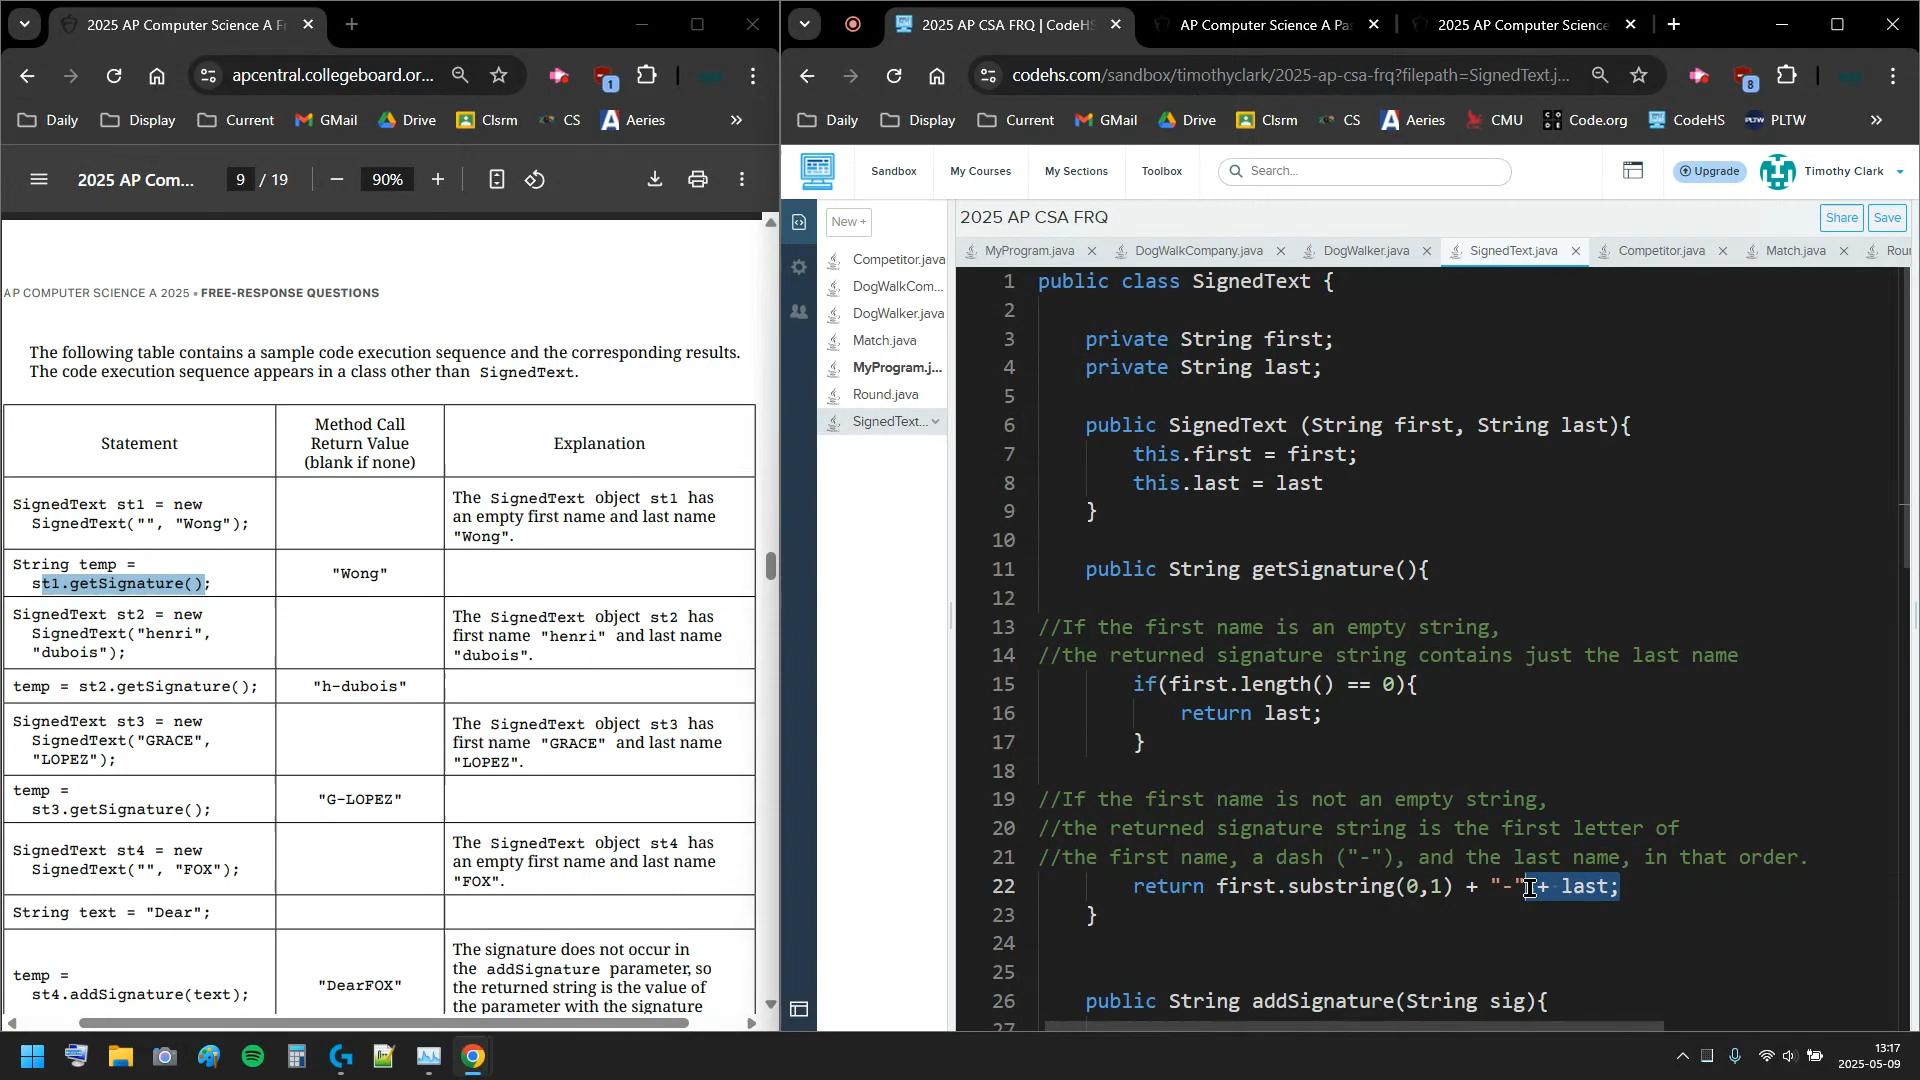 2025 AP Computer Science A F
apcentral.collegeboard.or...
1
Daily
Display
Current
GMail
Drive
Clsrm
CS
Aeries
2025 AP Com...
9 / 19
90%
AP COMPUTER SCIENCE A 2025 • FREE-RESPONSE QUESTIONS
The following table contains a sample code execution sequence and the corresponding results.
The code execution sequence appears in a class other than SignedText.
Statement
Method Call
Return Value
(blank if none)
Explanation
SignedText st1 = new
SignedText("", "Wong");
The SignedText object st1 has
an empty first name and last name
"Wong".
String temp =
st1.getSignature();
"Wong"
SignedText st2 = new
SignedText("henri",
"dubois");
The SignedText object st2 has
first name "henri" and last name
"dubois".
temp = st2.getSignature();
"h-dubois"
SignedText st3 = new
SignedText("GRACE",
"LOPEZ");
The SignedText object st3 has
first name "GRACE" and last name
"LOPEZ".
temp =
st3.getSignature();
"G-LOPEZ"
SignedText st4 = new
SignedText("", "FOX");
The SignedText object st4 has
an empty first name and last name
"FOX".
String text = "Dear";
temp =
st4.addSignature(text);
"DearFOX"
The signature does not occur in
the addSignature parameter, so
the returned string is the value of
the parameter with the signature
2025 AP CSA FRQ | CodeHS
AP Computer Science A Pa
2025 AP Computer Science
codehs.com/sandbox/timothyclark/2025-ap-csa-frq?filepath=SignedText.j...
8
Daily
Display
Current
GMail
Drive
Clsrm
CS
Aeries
CMU
Code.org
CodeHS
PLTW
Sandbox
My Courses
My Sections
Toolbox
Search...
Upgrade
Timothy Clark
New +
2025 AP CSA FRQ
Share
Save
MyProgram.java
DogWalkCompany.java
DogWalker.java
SignedText.java
Competitor.java
Match.java
Rou
Competitor.java
DogWalkCom...
DogWalker.java
Match.java
MyProgram.j...
Round.java
SignedText...
1 public class SignedText {
2
3 private String first;
4 private String last;
5
6 public SignedText (String first, String last){
7 this.first = first;
8 this.last = last
9 }
10
11 public String getSignature(){
12
13 //If the first name is an empty string,
14 //the returned signature string contains just the last name
15 if(first.length() == 0){
16 return last;
17 }
18
19 //If the first name is not an empty string,
20 //the returned signature string is the first letter of
21 //the first name, a dash ("-"), and the last name, in that order.
22 return first.substring(0,1) + "-" + last;
23 }
24
25
26 public String addSignature(String sig){
27
13:17
2025-05-09